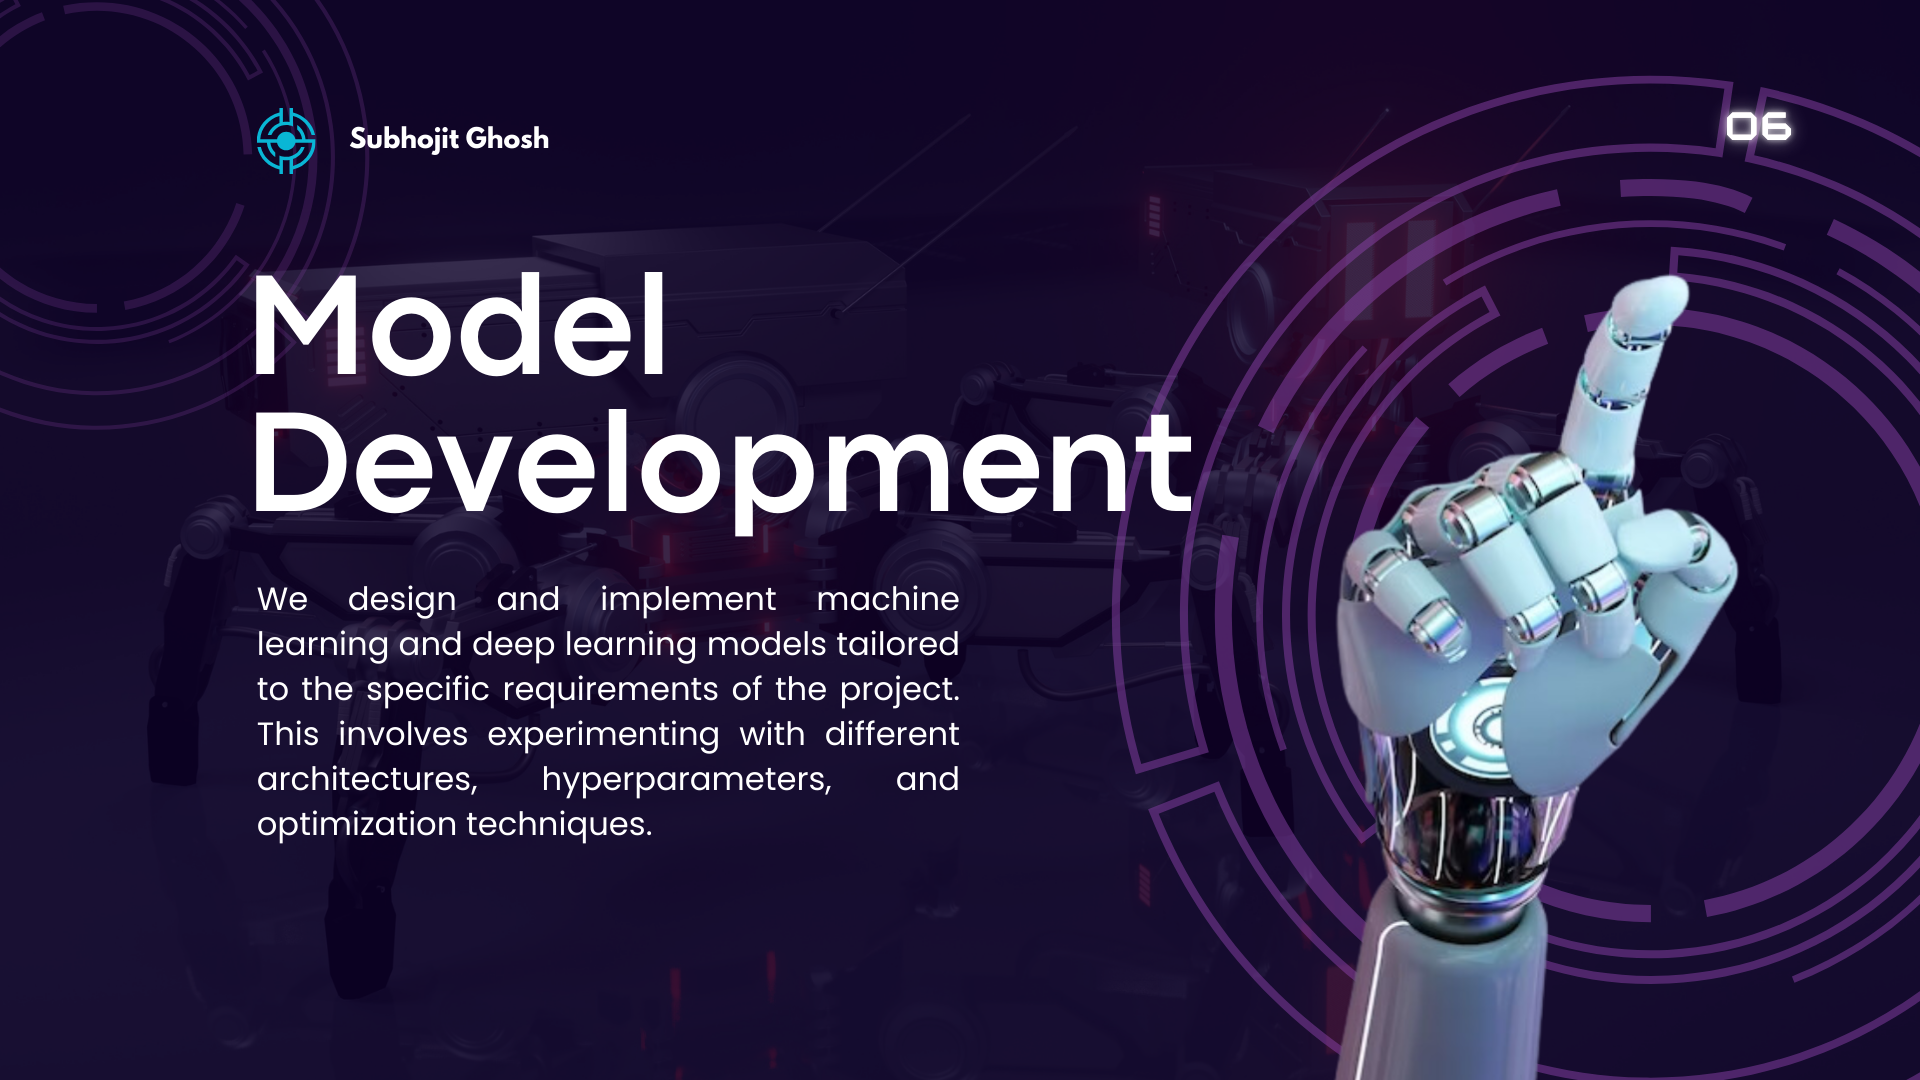 Subhojit Ghosh
06
Model
Development
We design and implement machine
learning and deep learning models tailored
to the specific requirements of the project.
This involves experimenting with different
architectures, hyperparameters, and
optimization techniques.